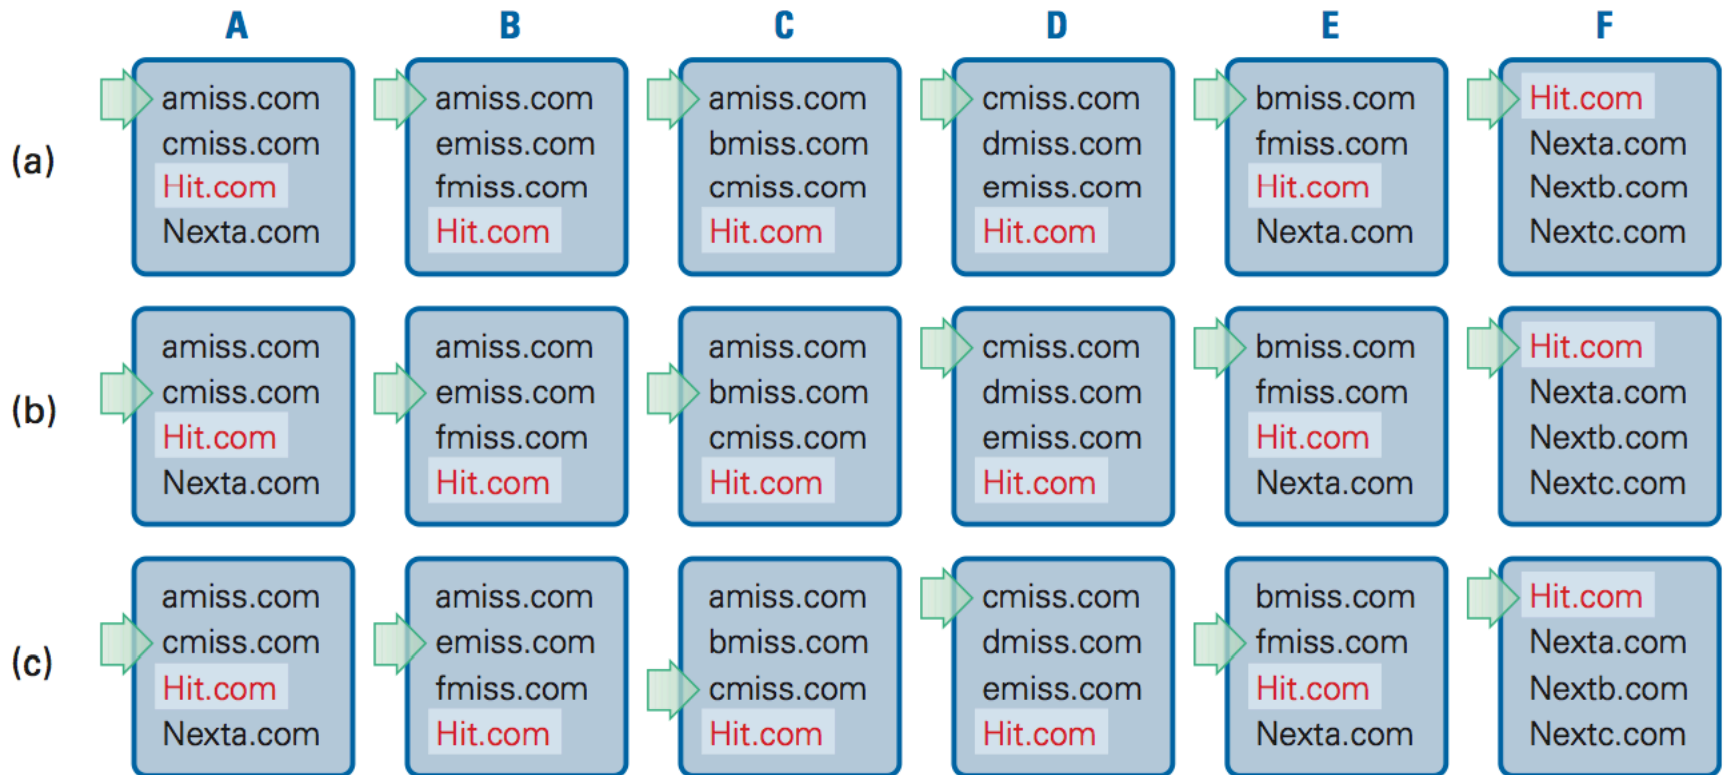 A B C D E F
(a)
amiss.com amiss.com amiss.com cmiss.com bmiss.com Hit.com
cmiss.com emiss.com bmiss.com dmiss.com fmiss.com Nexta.com
Hit.com fmiss.com cmiss.com emiss.com Hit.com Nextb.com
Nexta.com Hit.com Hit.com Hit.com Nexta.com Nextc.com
(b)
amiss.com amiss.com amiss.com cmiss.com bmiss.com Hit.com
cmiss.com emiss.com bmiss.com dmiss.com fmiss.com Nexta.com
Hit.com fmiss.com cmiss.com emiss.com Hit.com Nextb.com
Nexta.com Hit.com Hit.com Hit.com Nexta.com Nextc.com
(c)
amiss.com amiss.com amiss.com cmiss.com bmiss.com Hit.com
cmiss.com emiss.com bmiss.com dmiss.com fmiss.com Nexta.com
Hit.com fmiss.com cmiss.com emiss.com Hit.com Nextb.com
Nexta.com Hit.com Hit.com Hit.com Nexta.com Nextc.com